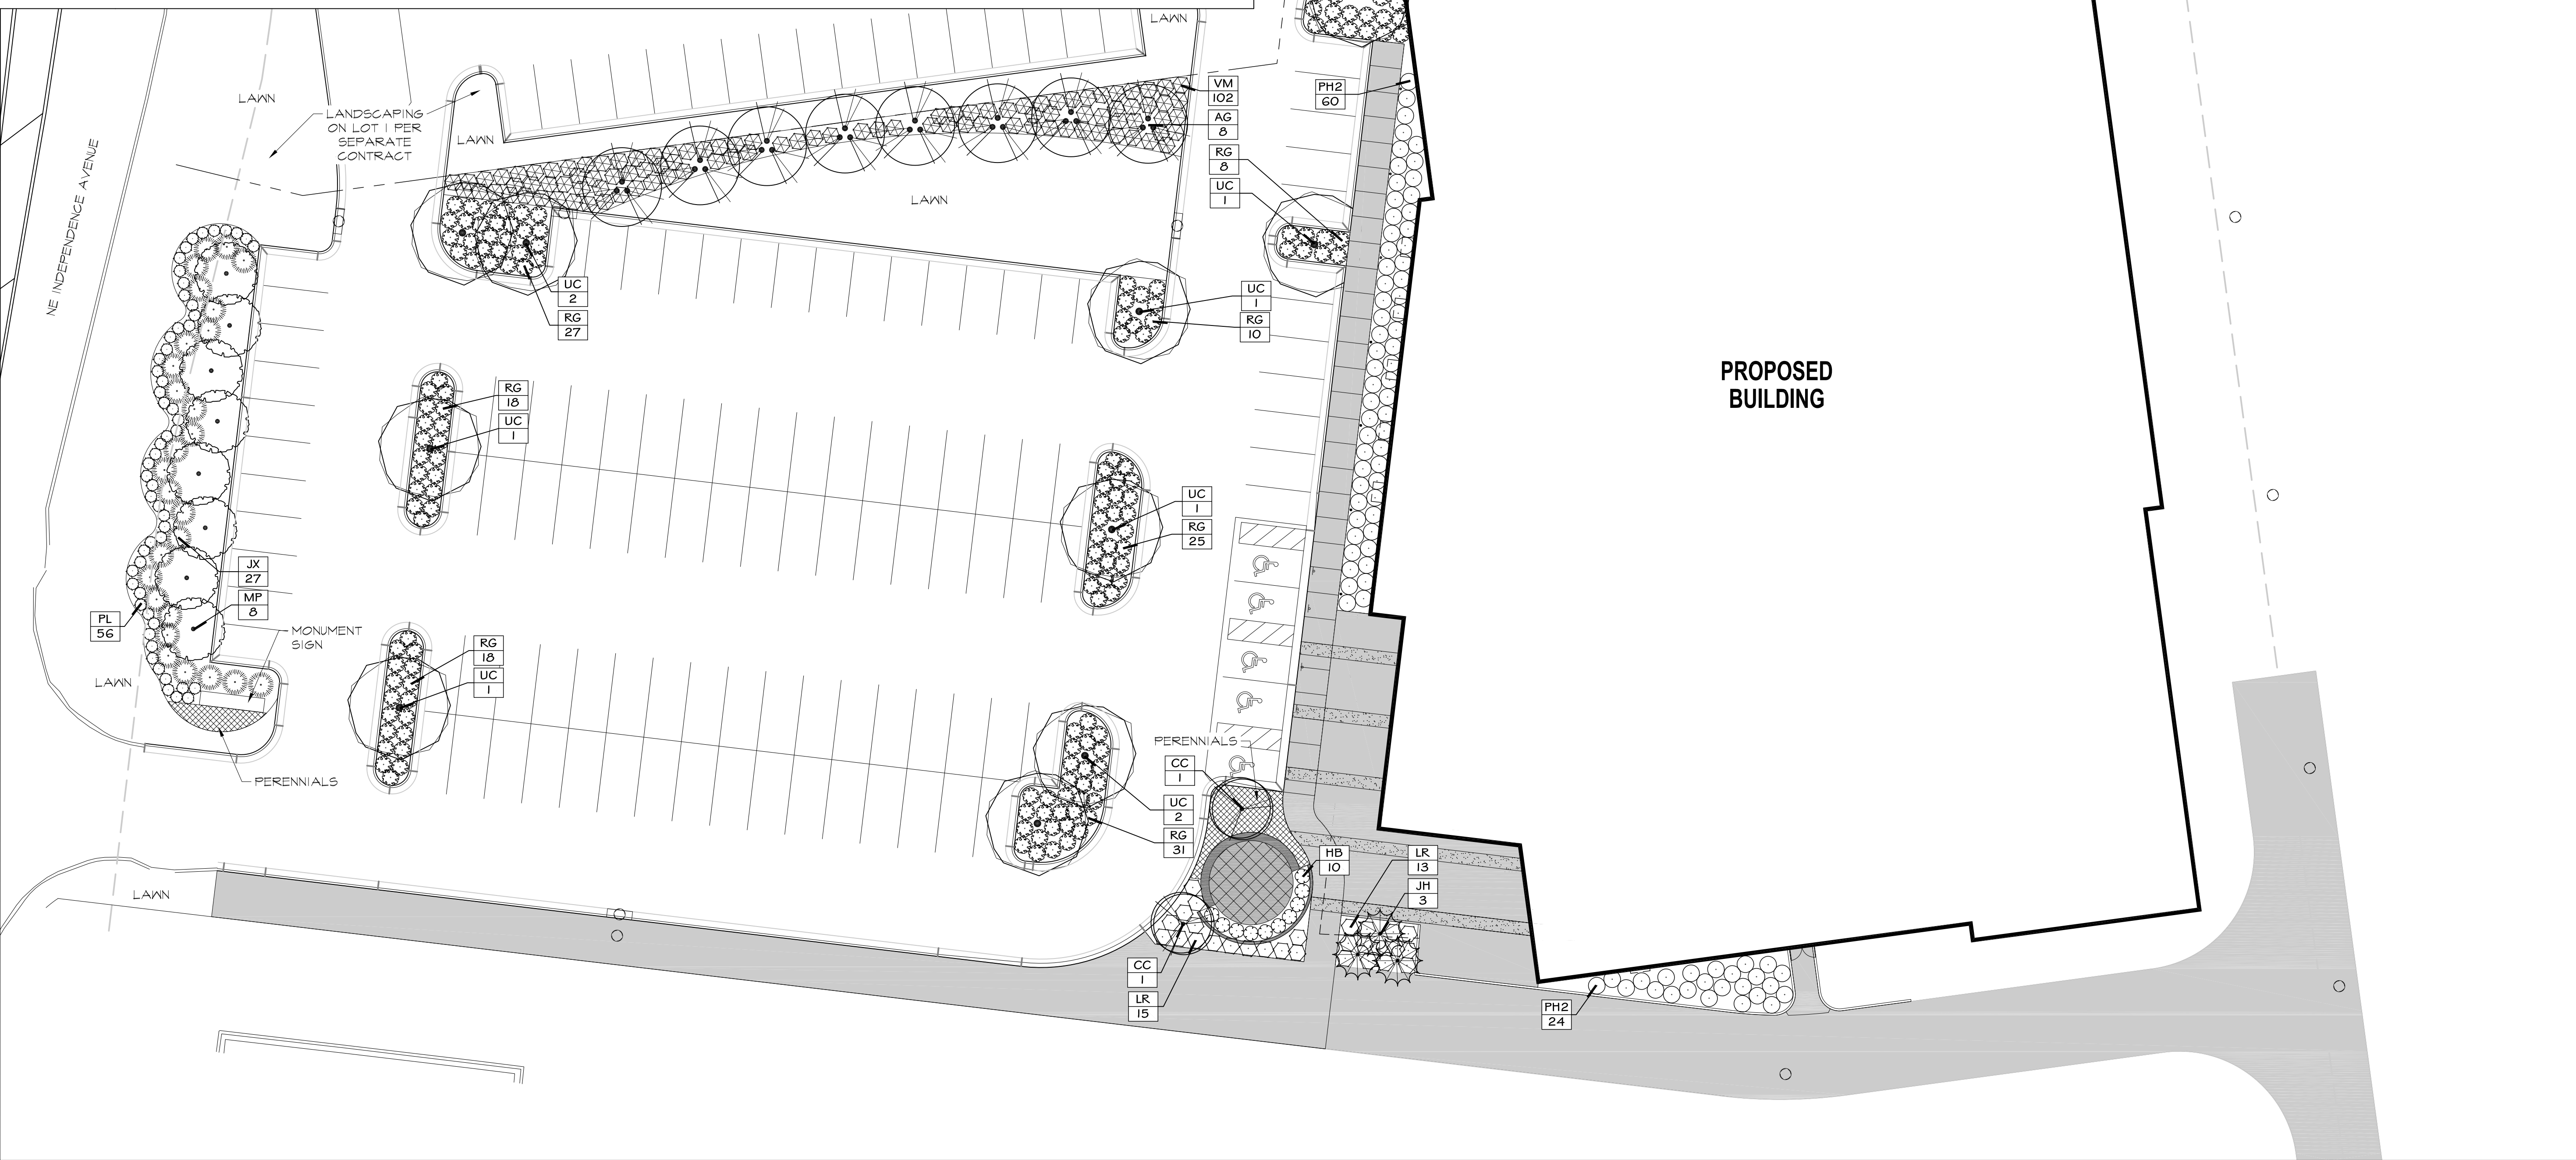 LAWN
LAWN
LANDSCAPING
ON LOT 1 PER
SEPARATE
CONTRACT
LAWN
NE INDEPENDENCE AVENUE
VM
102
AG
8
RG
8
UC
1
PH2
60
LAWN
UC
2
RG
27
UC
1
RG
10
PROPOSED
BUILDING
RG
18
UC
1
UC
1
RG
25
JX
27
MP
8
PL
56
MONUMENT
SIGN
RG
18
UC
1
LAWN
PERENNIALS
PERENNIALS
CC
1
UC
2
RG
31
HB
10
LR
13
JH
3
LAWN
CC
1
LR
15
PH2
24